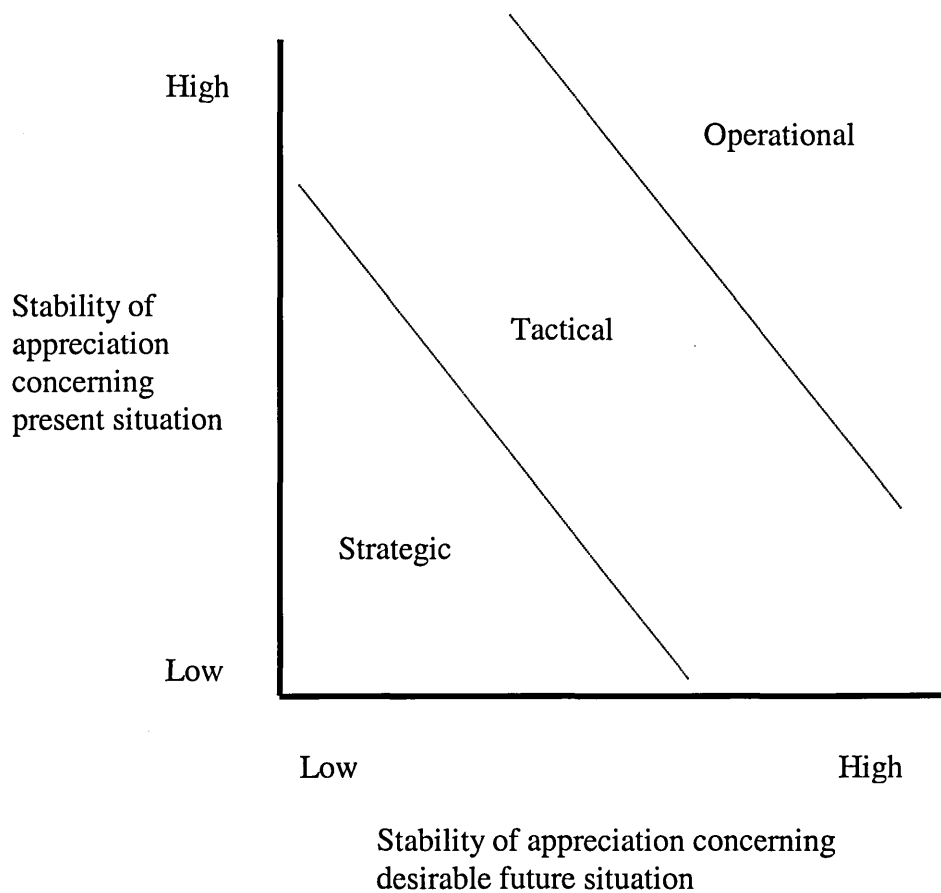 High
Operational
Stability of
appreciation
concerning
present situation
Tactical
Strategic
Low
Low
High
Stability of appreciation concerning
desirable future situation